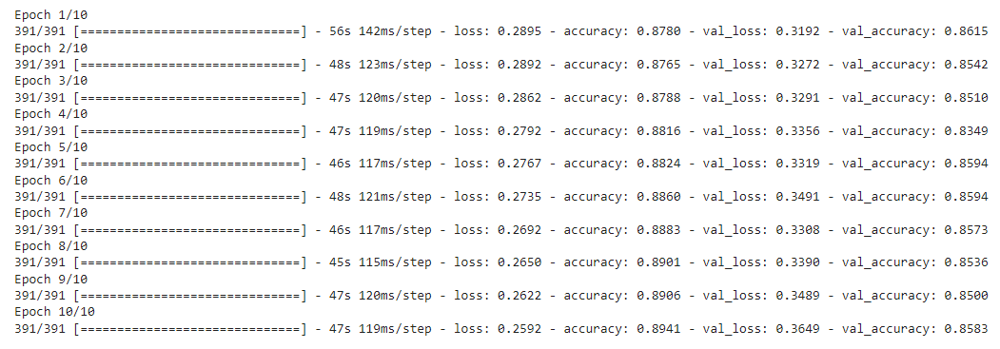 Epoch 1/10
391/391 [==============================] - 56s 142ms/step - loss: 0.2895 - accuracy: 0.8780 - val_loss: 0.3192 - val_accuracy: 0.8615
Epoch 2/10
391/391 [==============================] - 48s 123ms/step - loss: 0.2892 - accuracy: 0.8765 - val_loss: 0.3272 - val_accuracy: 0.8542
Epoch 3/10
391/391 [==============================] - 47s 120ms/step - loss: 0.2862 - accuracy: 0.8788 - val_loss: 0.3291 - val_accuracy: 0.8510
Epoch 4/10
391/391 [==============================] - 47s 119ms/step - loss: 0.2792 - accuracy: 0.8816 - val_loss: 0.3356 - val_accuracy: 0.8349
Epoch 5/10
391/391 [==============================] - 46s 117ms/step - loss: 0.2767 - accuracy: 0.8824 - val_loss: 0.3319 - val_accuracy: 0.8594
Epoch 6/10
391/391 [==============================] - 48s 121ms/step - loss: 0.2735 - accuracy: 0.8860 - val_loss: 0.3491 - val_accuracy: 0.8594
Epoch 7/10
391/391 [==============================] - 46s 117ms/step - loss: 0.2692 - accuracy: 0.8883 - val_loss: 0.3308 - val_accuracy: 0.8573
Epoch 8/10
391/391 [==============================] - 45s 115ms/step - loss: 0.2650 - accuracy: 0.8901 - val_loss: 0.3390 - val_accuracy: 0.8536
Epoch 9/10
391/391 [==============================] - 47s 120ms/step - loss: 0.2622 - accuracy: 0.8906 - val_loss: 0.3489 - val_accuracy: 0.8500
Epoch 10/10
391/391 [==============================] - 47s 119ms/step - loss: 0.2592 - accuracy: 0.8941 - val_loss: 0.3649 - val_accuracy: 0.8583